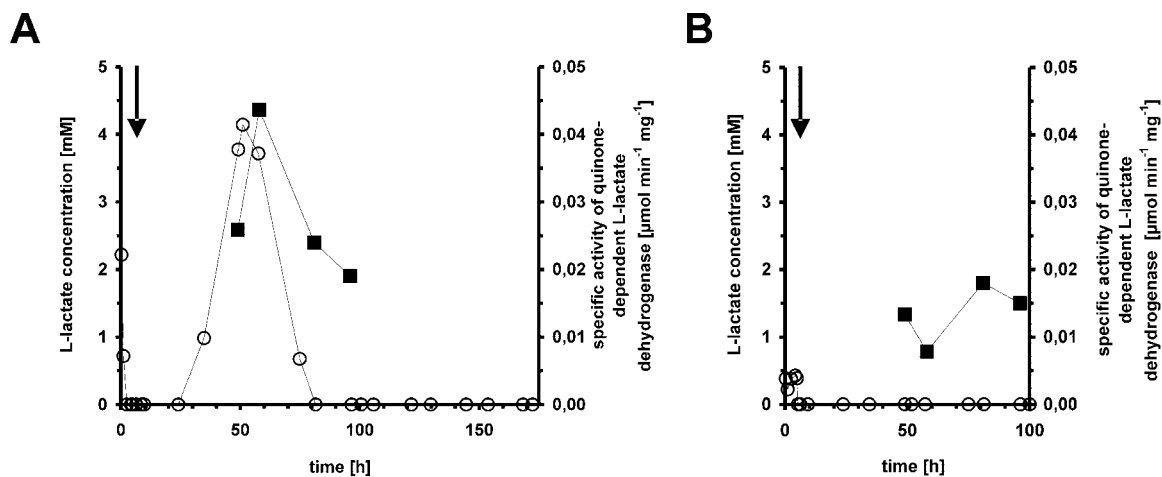 A
B
5
4
3
2
1
0
L-lactate concentration [mM]
0,05
0,04
0,03
0,02
0,01
0,00
specific activity of quinone-
dependent L-lactate
dehydrogenase [µmol min-1 mg-1]
0
50
100
150
time [h]
5
4
3
2
1
0
L-lactate concentration [mM]
0,05
0,04
0,03
0,02
0,01
0,00
specific activity of quinone-
dependent L-lactate
dehydrogenase [µmol min-1 mg-1]
0
50
100
time [h]